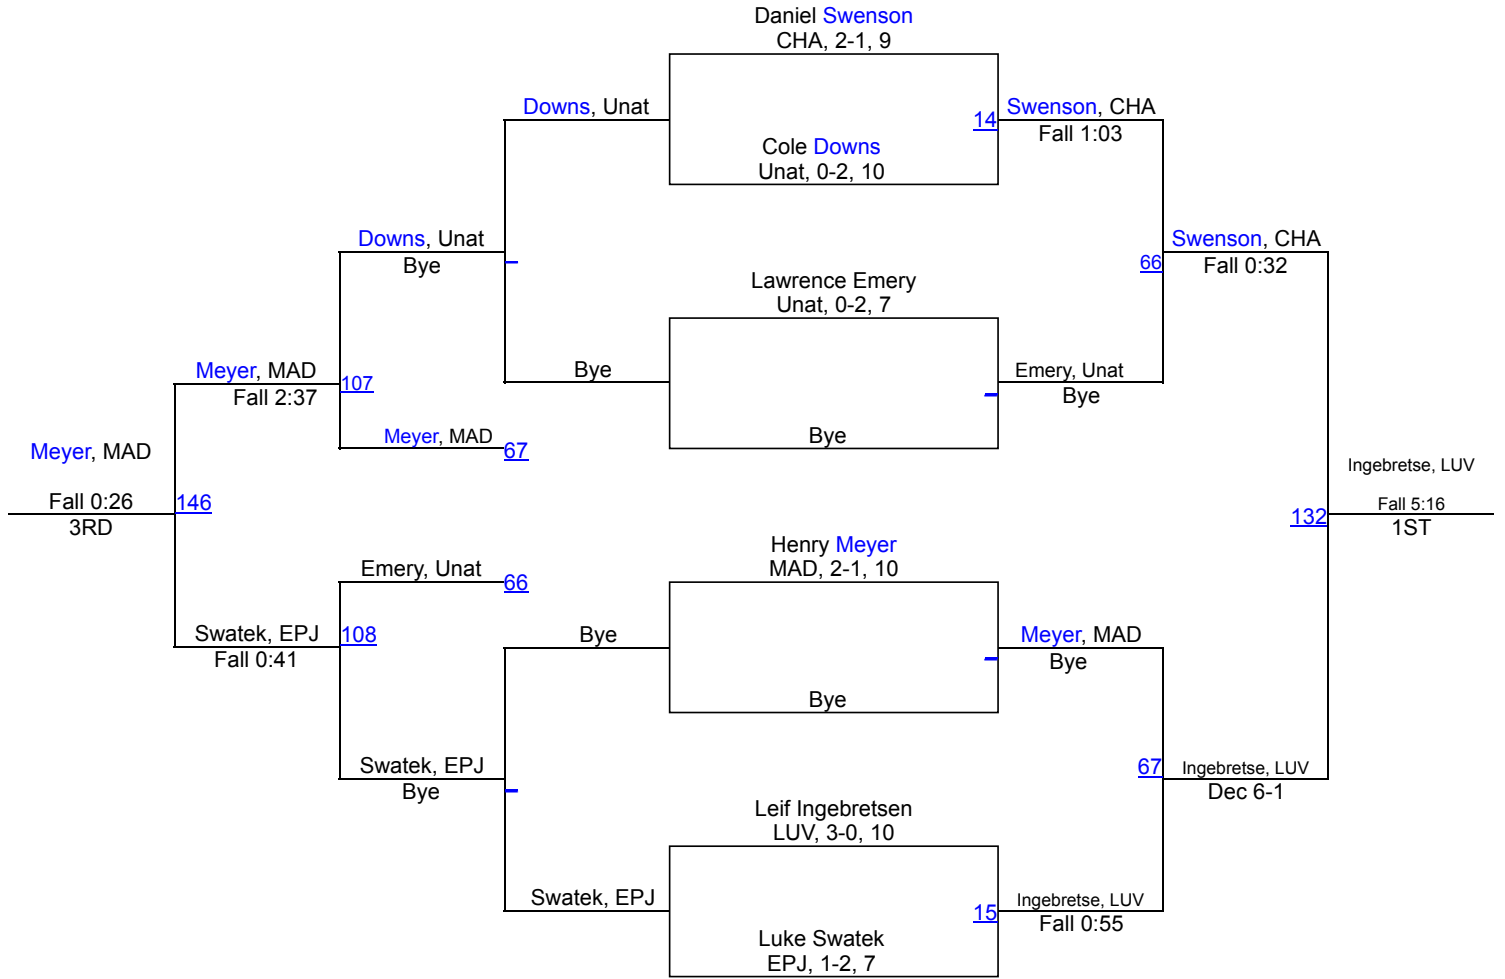 Daniel Swenson
CHA, 2-1, 9
Downs, Unat
14
Swenson, CHA
Fall 1:03
Cole Downs
Unat, 0-2, 10
Downs, Unat
Bye
66
Swenson, CHA
Fall 0:32
Lawrence Emery
Unat, 0-2, 7
Meyer, MAD
Fall 2:37
107
Bye
Emery, Unat
Bye
Meyer, MAD
67
Bye
Meyer, MAD
Fall 0:26
3RD
146
132
Ingebretse, LUV
Fall 5:16
1ST
Henry Meyer
MAD, 2-1, 10
Emery, Unat
66
Swatek, EPJ
Fall 0:41
108
Bye
Meyer, MAD
Bye
Bye
Swatek, EPJ
Bye
67
Ingebretse, LUV
Dec 6-1
Leif Ingebretsen
LUV, 3-0, 10
Swatek, EPJ
15
Ingebretse, LUV
Fall 0:55
Luke Swatek
EPJ, 1-2, 7